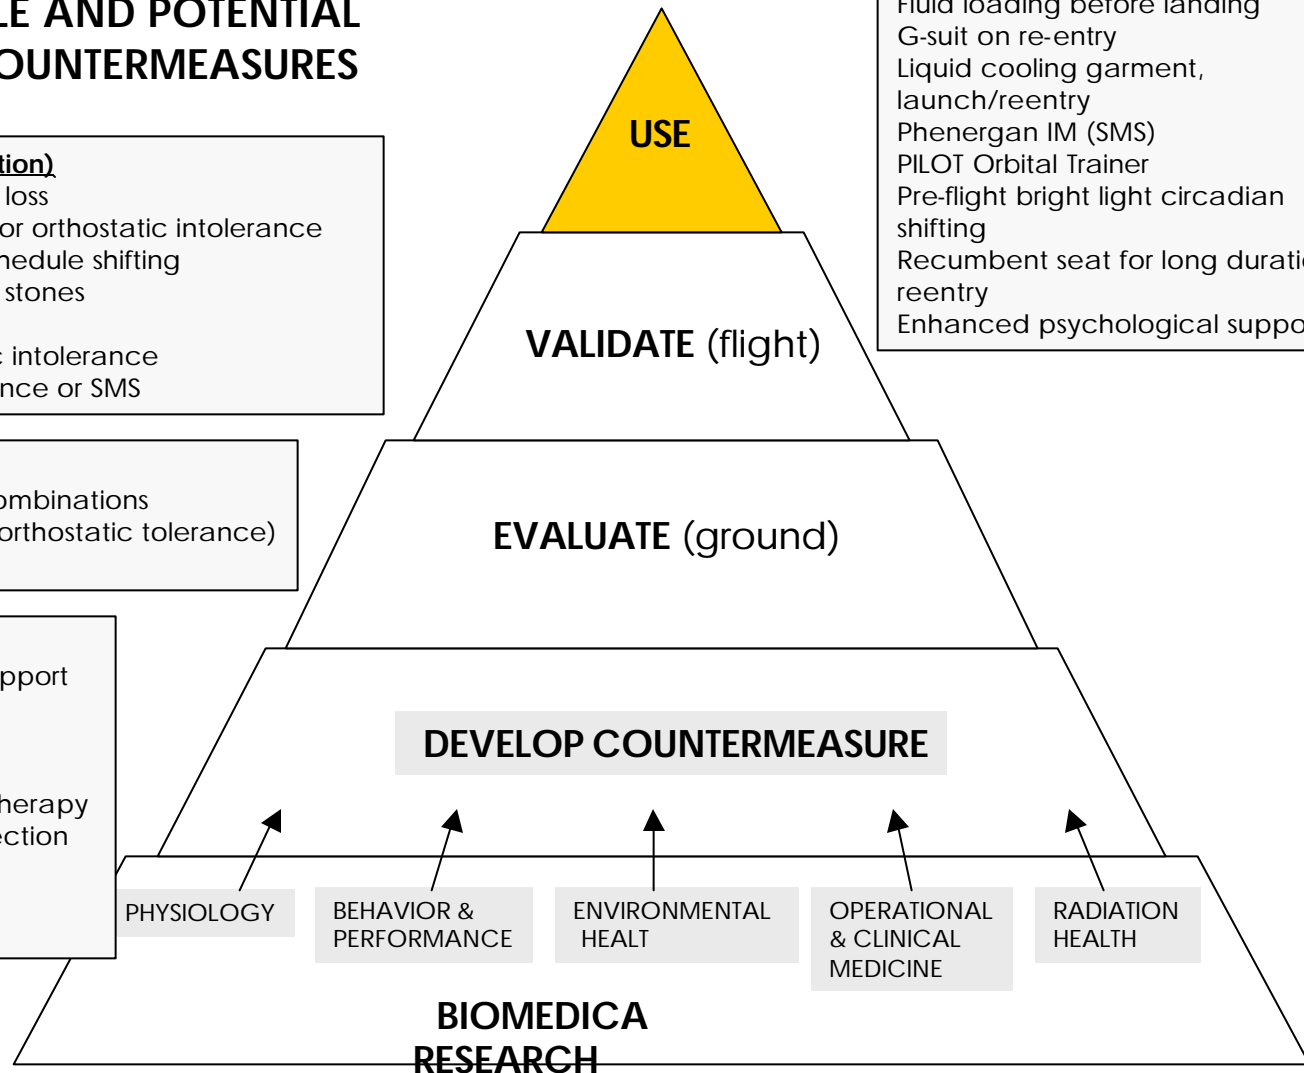 LE AND POTENTIAL
OUNTERMEASURES
tion)
loss
or orthostatic intolerance
hedule shifting
stones
c intolerance
nce or SMS
ombinations
orthostatic tolerance)
pport
herapy
ection
Fluid loading before landing
G-suit on re-entry
Liquid cooling garment,
launch/reentry
Phenergan IM (SMS)
PILOT Orbital Trainer
Pre-flight bright light circadian
shifting
Recumbent seat for long durati
reentry
Enhanced psychological suppo
USE
VALIDATE (flight)
EVALUATE (ground)
DEVELOP COUNTERMEASURE
PHYSIOLOGY
BEHAVIOR &
PERFORMANCE
ENVIRONMENTAL
HEALT
OPERATIONAL
& CLINICAL
MEDICINE
RADIATION
HEALTH
BIOMEDICA
RESEARCH